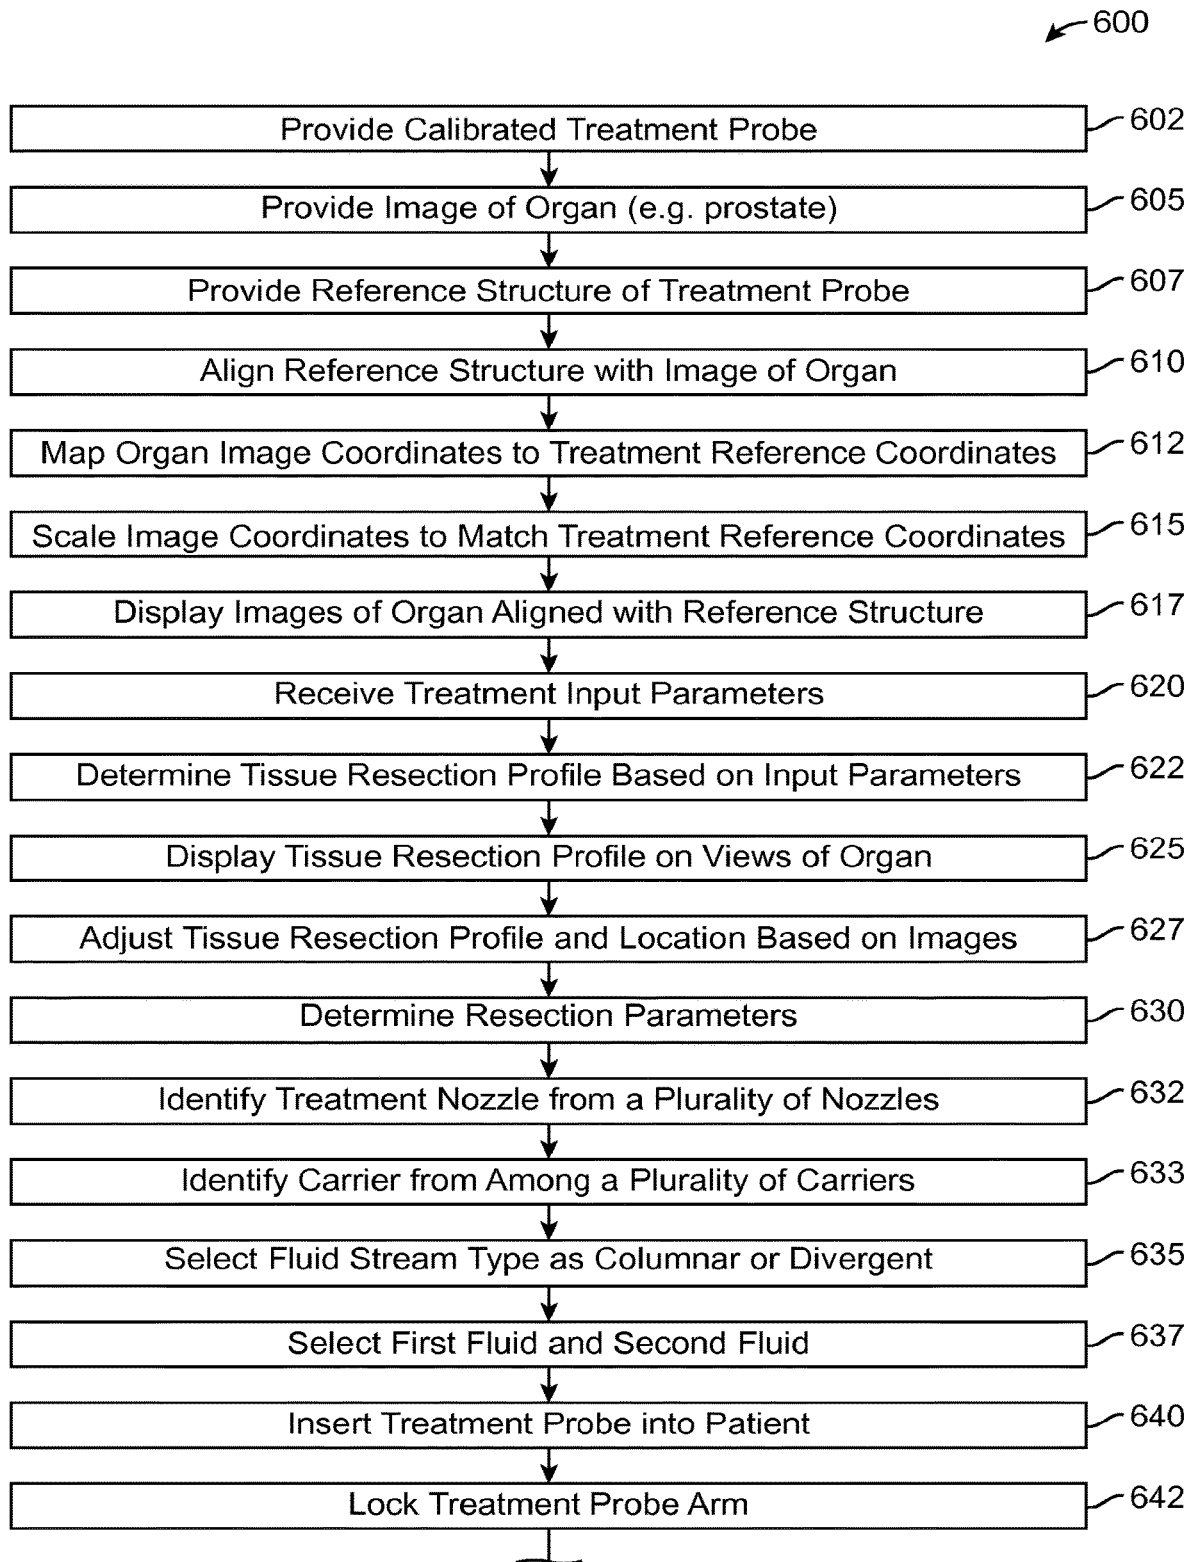 600
Provide Calibrated Treatment Probe 602
Provide Image of Organ (e.g. prostate) 605
Provide Reference Structure of Treatment Probe 607
Align Reference Structure with Image of Organ 610
Map Organ Image Coordinates to Treatment Reference Coordinates 612
Scale Image Coordinates to Match Treatment Reference Coordinates 615
Display Images of Organ Aligned with Reference Structure 617
Receive Treatment Input Parameters 620
Determine Tissue Resection Profile Based on Input Parameters 622
Display Tissue Resection Profile on Views of Organ 625
Adjust Tissue Resection Profile and Location Based on Images 627
Determine Resection Parameters 630
Identify Treatment Nozzle from a Plurality of Nozzles 632
Identify Carrier from Among a Plurality of Carriers 633
Select Fluid Stream Type as Columnar or Divergent 635
Select First Fluid and Second Fluid 637
Insert Treatment Probe into Patient 640
Lock Treatment Probe Arm 642